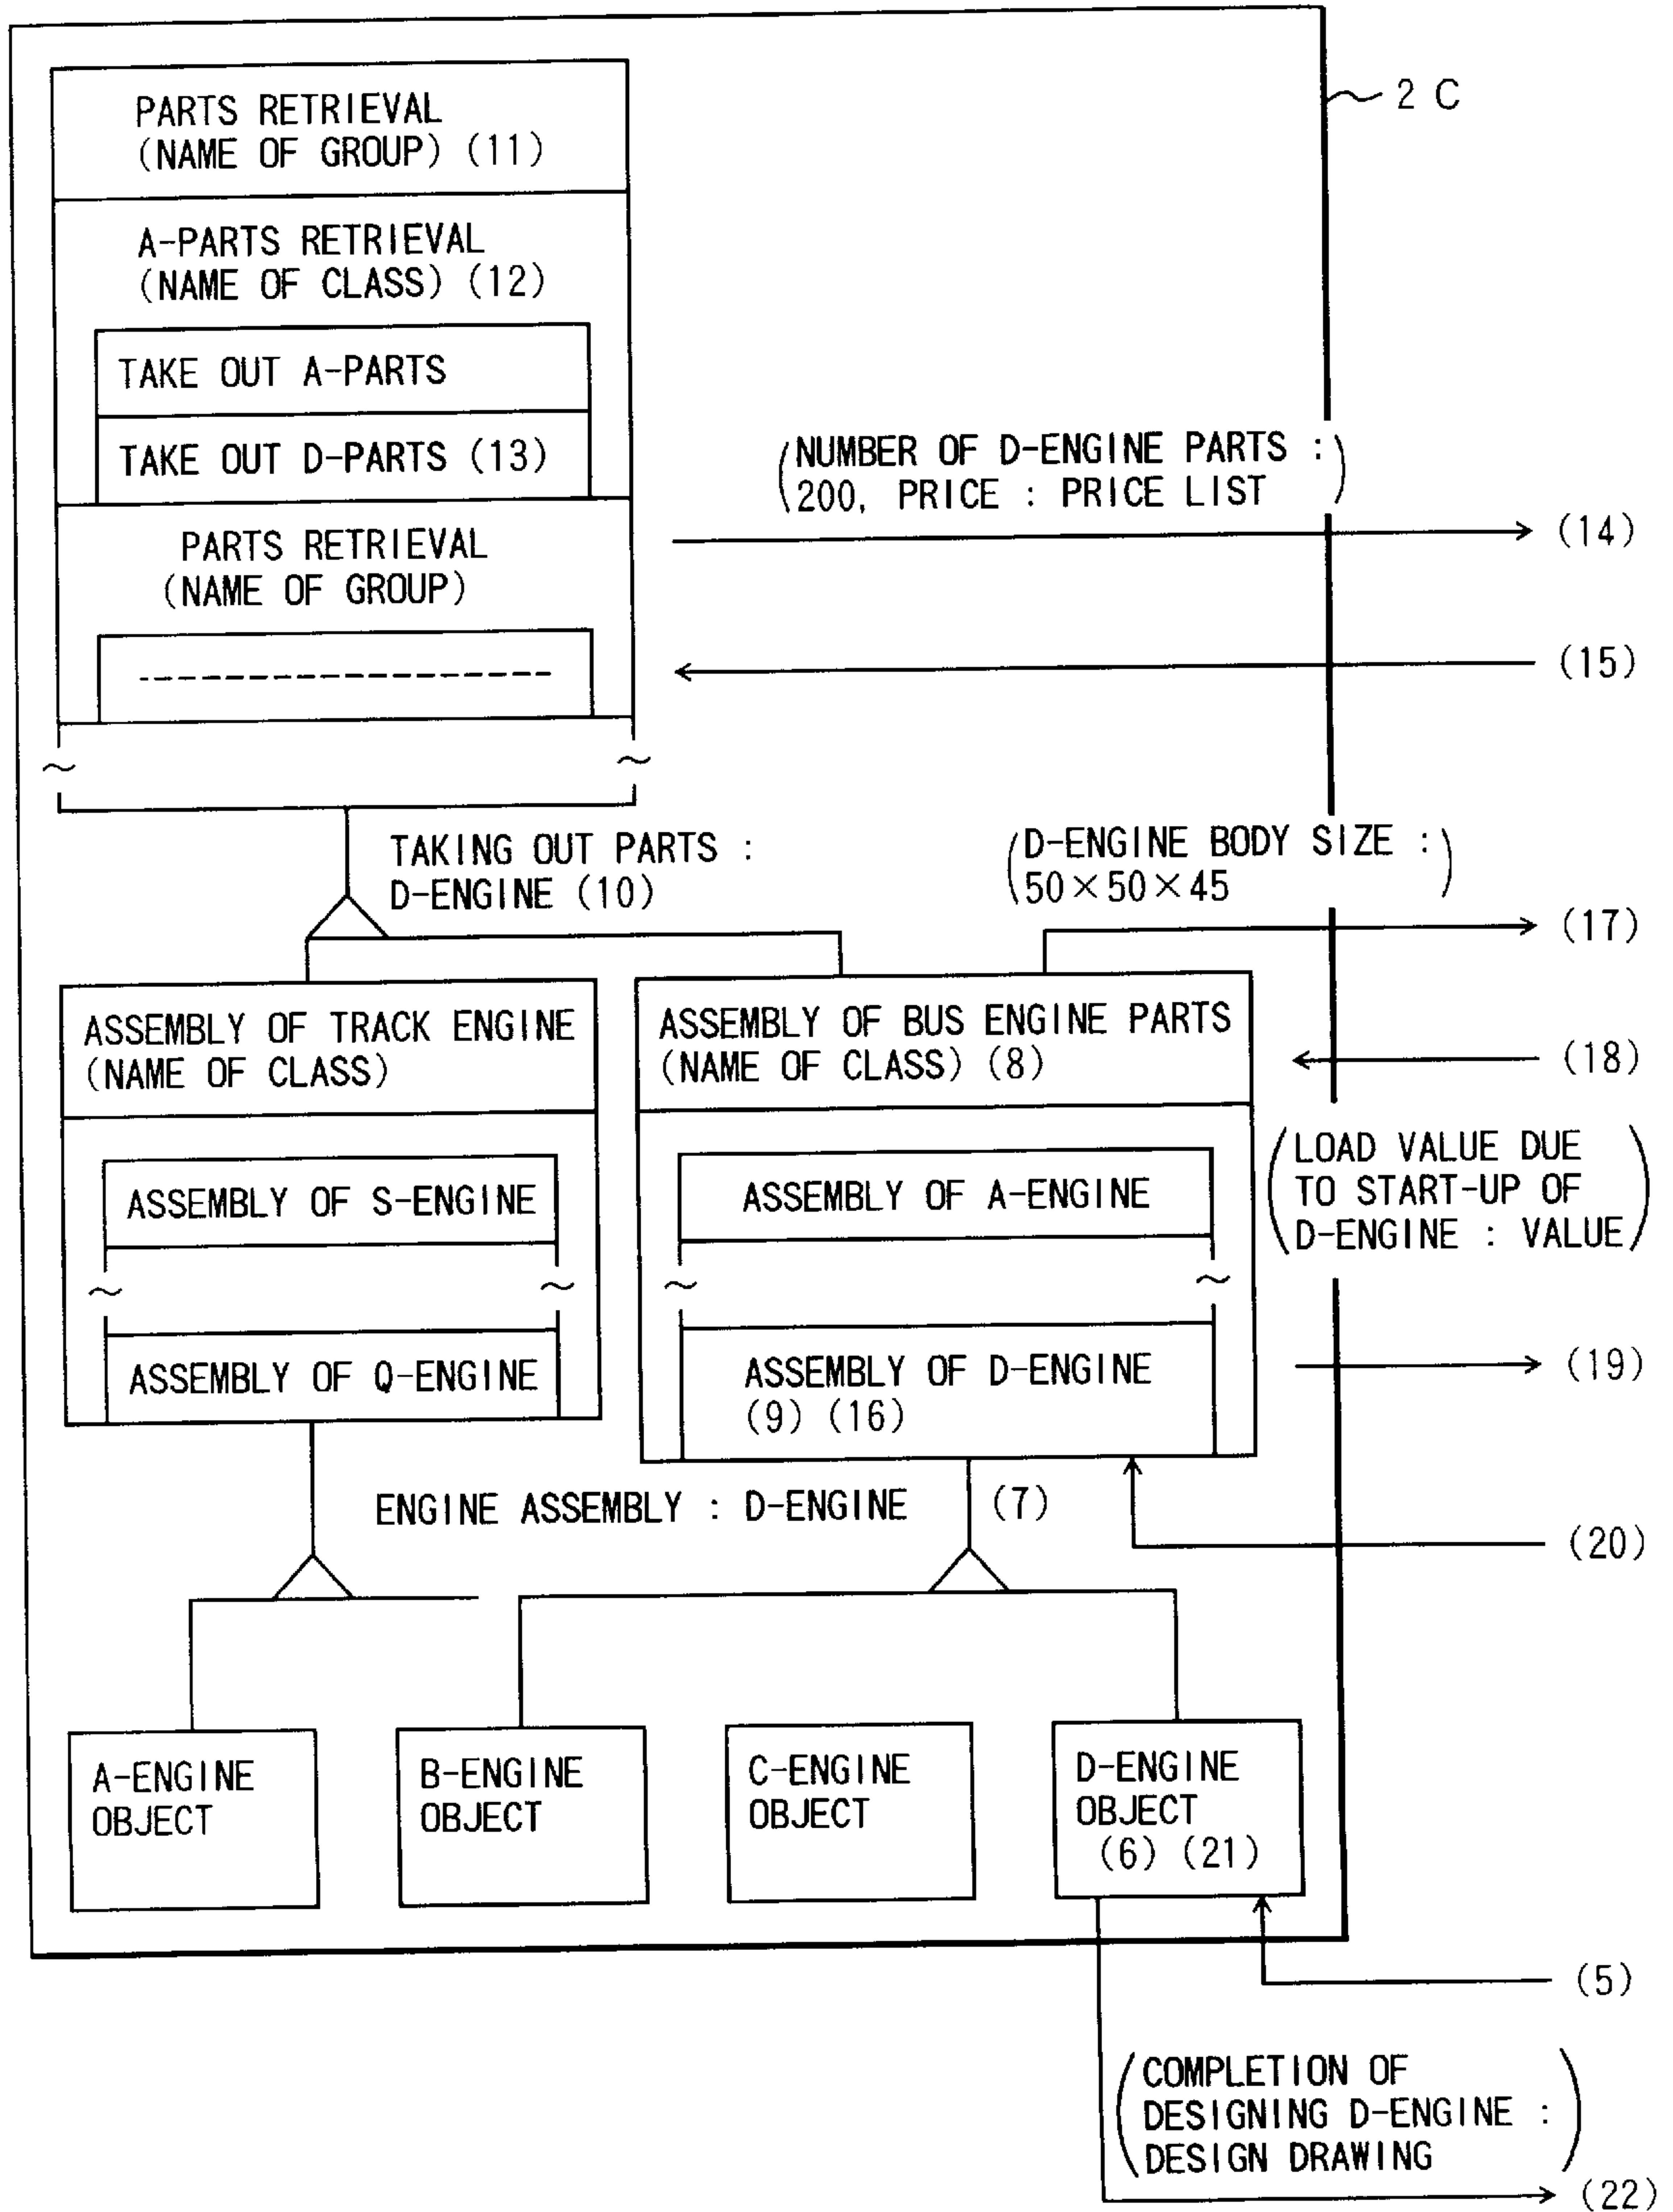 2 C
PARTS RETRIEVAL
(NAME OF GROUP) (11)
A-PARTS RETRIEVAL
(NAME OF CLASS) (12)
TAKE OUT A-PARTS
TAKE OUT D-PARTS (13)
(NUMBER OF D-ENGINE PARTS :
200, PRICE : PRICE LIST)
(14)
PARTS RETRIEVAL
(NAME OF GROUP)
(15)
TAKING OUT PARTS :
D-ENGINE (10)
(D-ENGINE BODY SIZE :
50×50×45)
(17)
ASSEMBLY OF TRACK ENGINE
(NAME OF CLASS)
ASSEMBLY OF BUS ENGINE PARTS
(NAME OF CLASS) (8)
(18)
ASSEMBLY OF S-ENGINE
ASSEMBLY OF A-ENGINE
(LOAD VALUE DUE
TO START-UP OF
D-ENGINE : VALUE)
ASSEMBLY OF Q-ENGINE
ASSEMBLY OF D-ENGINE
(9) (16)
(19)
ENGINE ASSEMBLY : D-ENGINE (7)
(20)
A-ENGINE
OBJECT
B-ENGINE
OBJECT
C-ENGINE
OBJECT
D-ENGINE
OBJECT
(6) (21)
(5)
(COMPLETION OF
DESIGNING D-ENGINE :
DESIGN DRAWING)
(22)